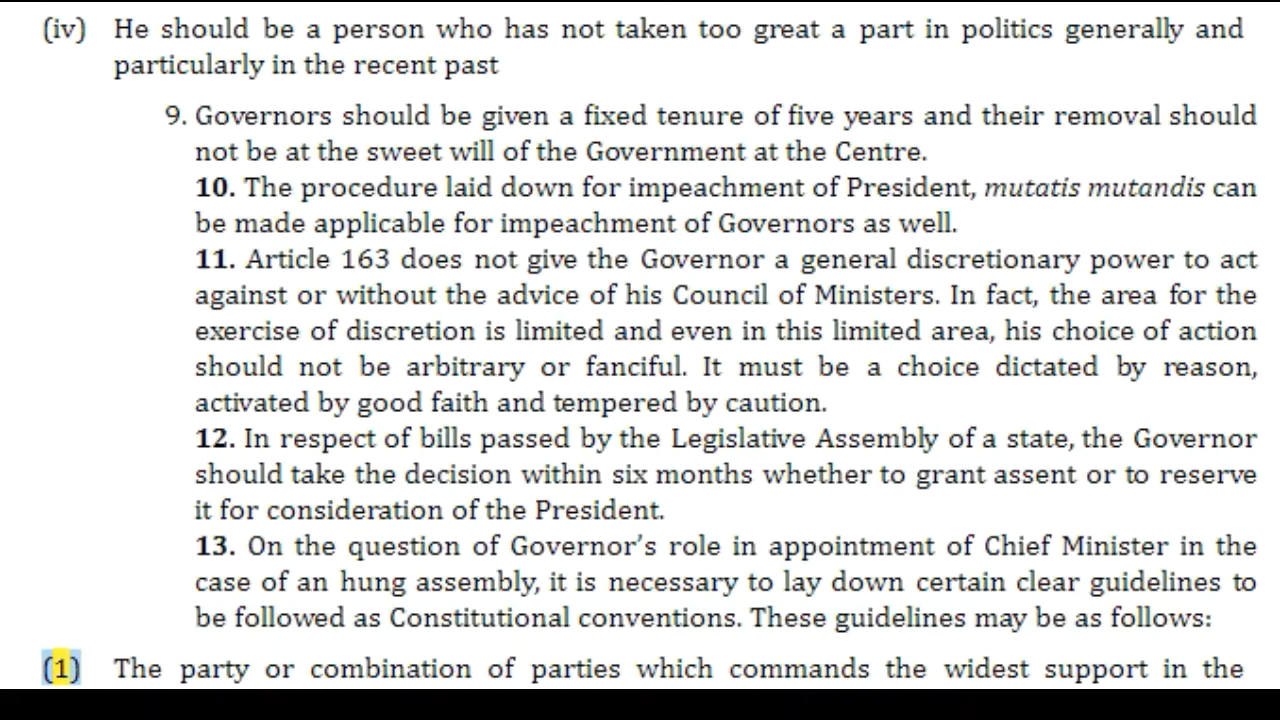 (iv) He should be a person who has not taken too great a part in politics generally and
particularly in the recent past
9. Governors should be given a fixed tenure of five years and their removal should
not be at the sweet will of the Government at the Centre.
10. The procedure laid down for impeachment of President, mutatis mutandis can
be made applicable for impeachment of Governors as well.
11. Article 163 does not give the Governor a general discretionary power to act
against or without the advice of his Council of Ministers. In fact, the area for the
exercise of discretion is limited and even in this limited area, his choice of action
should not be arbitrary or fanciful. It must be a choice dictated by reason,
activated by good faith and tempered by caution.
12. In respect of bills passed by the Legislative Assembly of a state, the Governor
should take the decision within six months whether to grant assent or to reserve
it for consideration of the President.
13. On the question of Governor’s role in appointment of Chief Minister in the
case of an hung assembly, it is necessary to lay down certain clear guidelines to
be followed as Constitutional conventions. These guidelines may be as follows:
(1) The party or combination of parties which commands the widest support in the